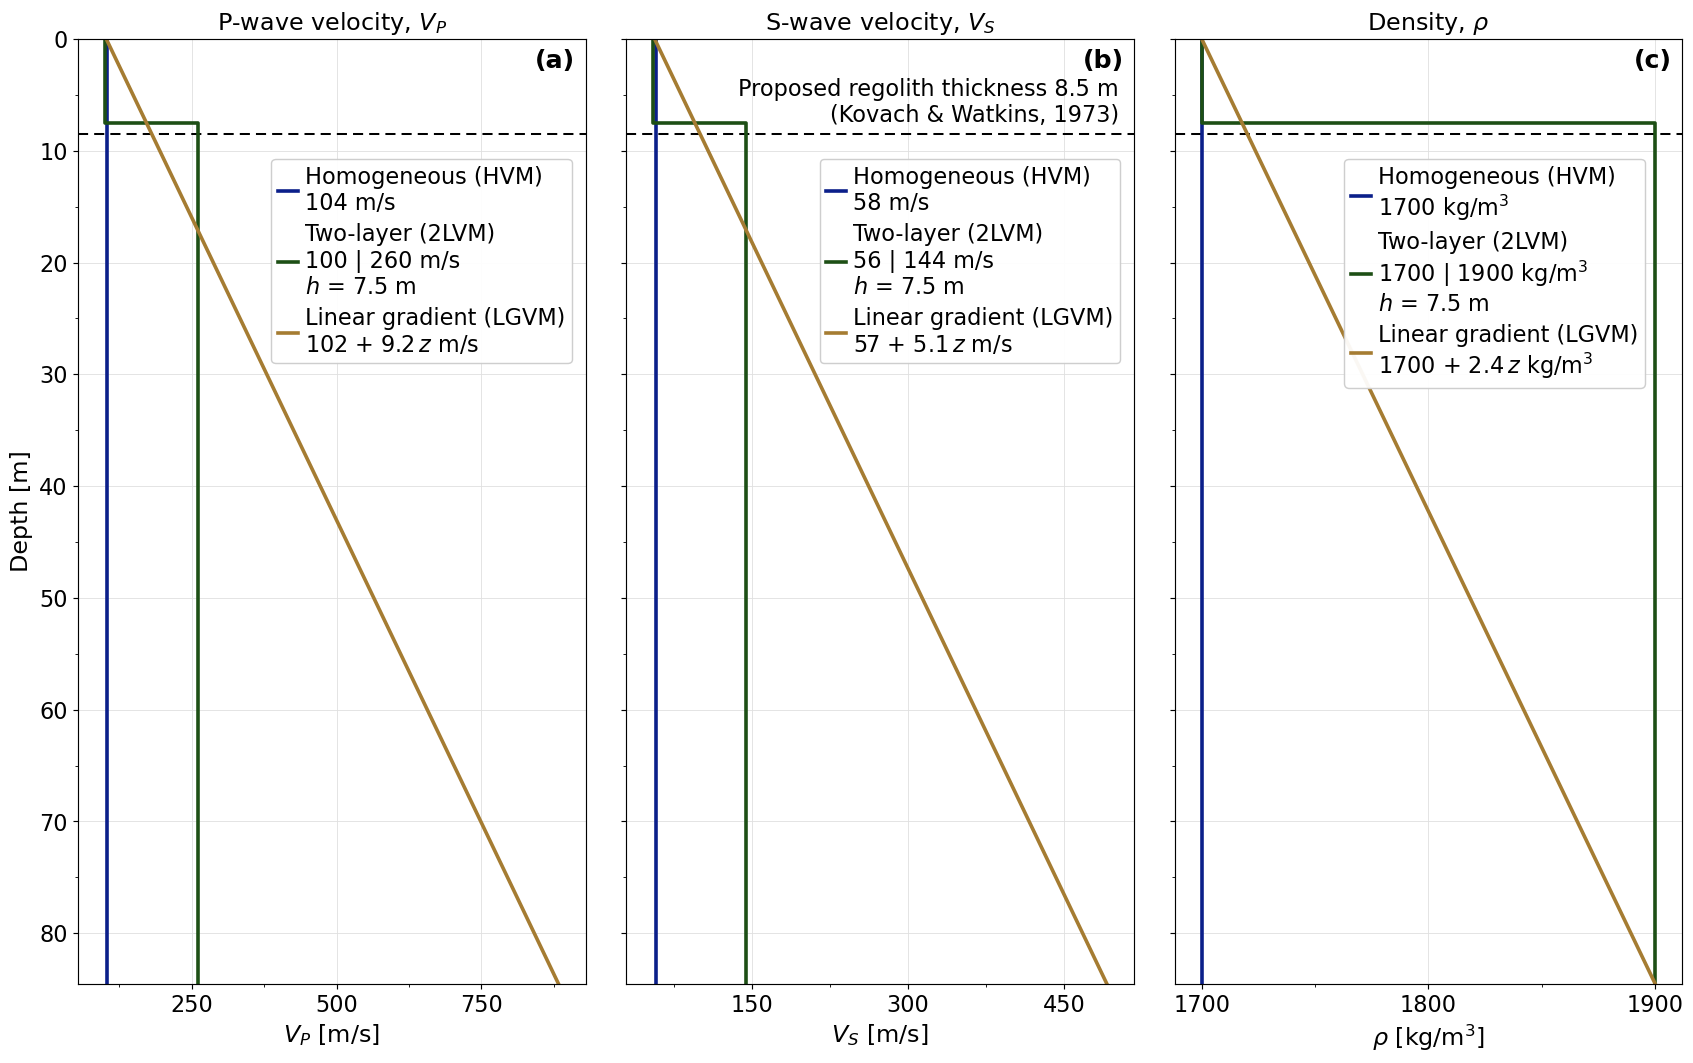 P-wave velocity, V_P
S-wave velocity, V_S
Density, ρ
(a)
(b)
(c)
Proposed regolith thickness 8.5 m
(Kovach & Watkins, 1973)
Homogeneous (HVM)
104 m/s
Two-layer (2LVM)
100 | 260 m/s
h = 7.5 m
Linear gradient (LGVM)
102 + 9.2 z m/s
Homogeneous (HVM)
58 m/s
Two-layer (2LVM)
56 | 144 m/s
h = 7.5 m
Linear gradient (LGVM)
57 + 5.1 z m/s
Homogeneous (HVM)
1700 kg/m³
Two-layer (2LVM)
1700 | 1900 kg/m³
h = 7.5 m
Linear gradient (LGVM)
1700 + 2.4 z kg/m³
Depth [m]
0
10
20
30
40
50
60
70
80
250 500 750
150 300 450
1700 1800 1900
V_P [m/s]
V_S [m/s]
ρ [kg/m³]